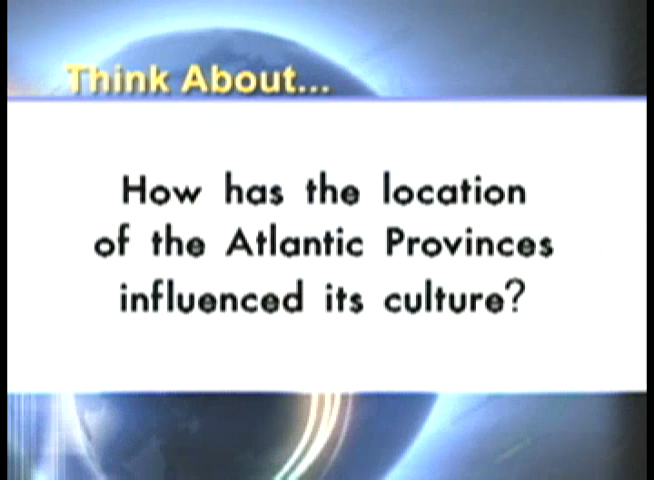 Think About...
How has the location
of the Atlantic Provinces
influenced its culture?